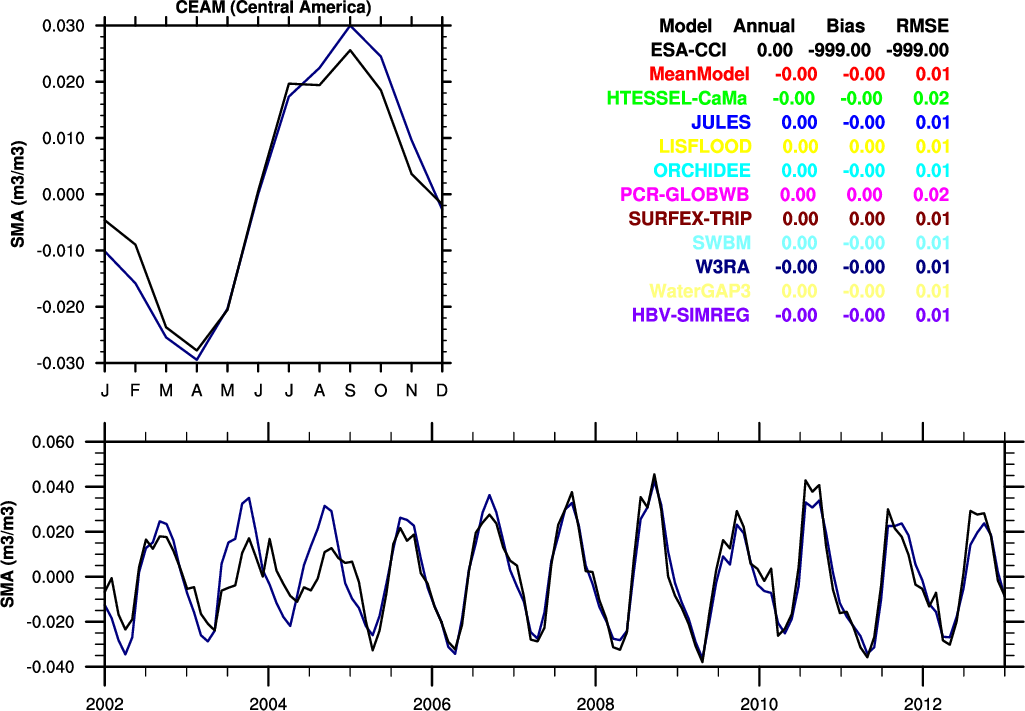 CEAM (Central America)
0.030
0.020
0.010
0.000
-0.010
-0.020
-0.030
SMA (m3/m3)
J F M A M J J A S O N D
Model Annual Bias RMSE
ESA-CCI 0.00 -999.00 -999.00
MeanModel -0.00 -0.00 0.01
HTESSEL-CaMa -0.00 -0.00 0.02
JULES 0.00 -0.00 0.01
LISFLOOD 0.00 0.00 0.01
ORCHIDEE 0.00 -0.00 0.01
PCR-GLOBWB 0.00 0.00 0.02
SURFEX-TRIP 0.00 0.00 0.01
SWBM 0.00 -0.00 0.01
W3RA -0.00 -0.00 0.01
WaterGAP3 0.00 -0.00 0.01
HBV-SIMREG -0.00 -0.00 0.01
0.060
0.040
0.020
0.000
-0.020
-0.040
SMA (m3/m3)
2002 2004 2006 2008 2010 2012